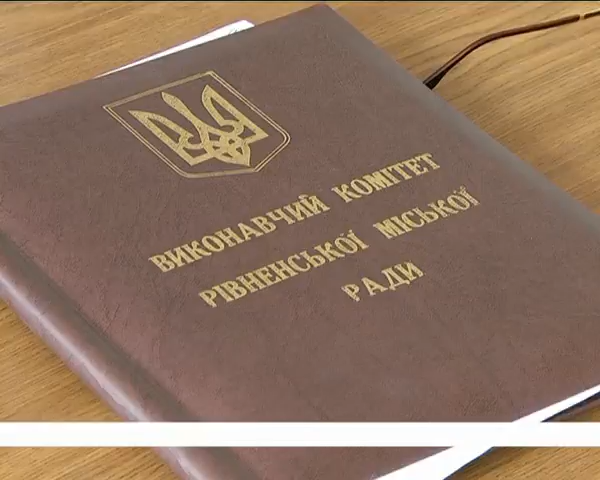 ВИКОНАВЧИЙ КОМІТЕТ
РІВНЕНСЬКОЇ МІСЬКОЇ
РАДИ